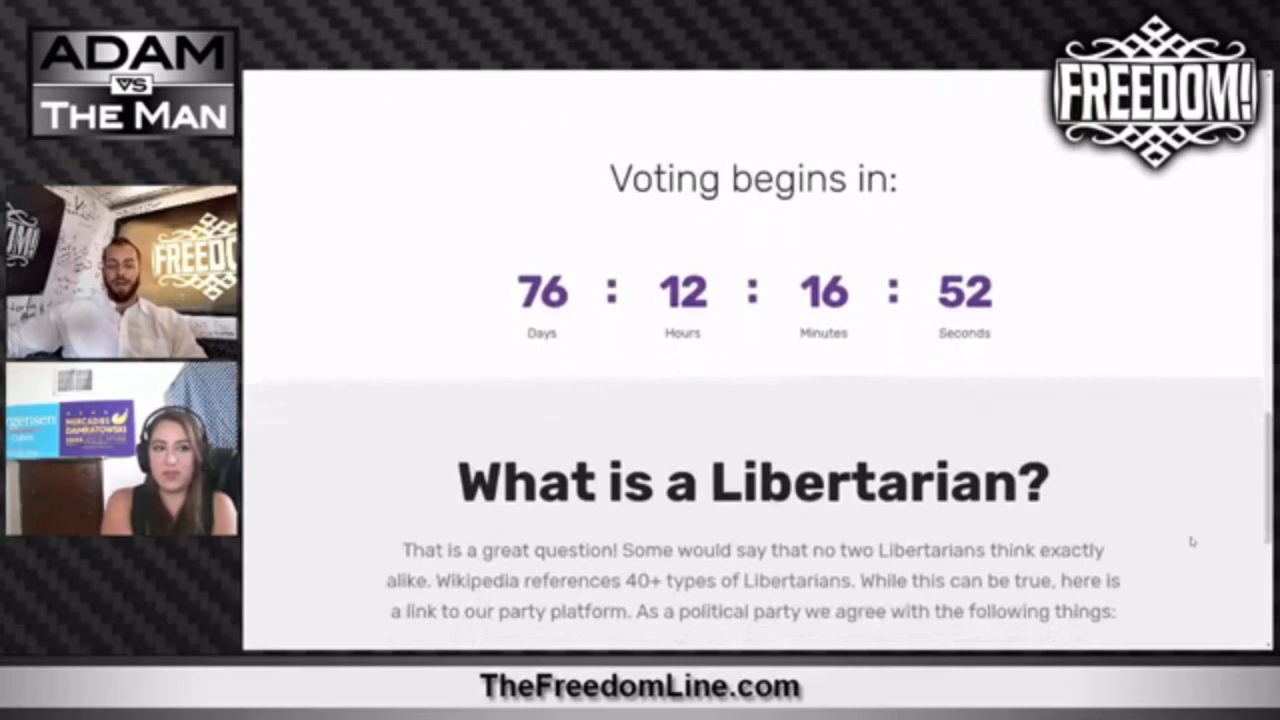 ADAM
VS
THE MAN
FREEDOM!
Voting begins in:
76 : 12 : 16 : 52
Days Hours Minutes Seconds
What is a Libertarian?
That is a great question! Some would say that no two Libertarians think exactly
alike. Wikipedia references 40+ types of Libertarians. While this can be true, here is
a link to our party platform. As a political party we agree with the following things:
FREEDO
rgensen
MERCADIES
DAMRATOWSKI
TheFreedomLine.com